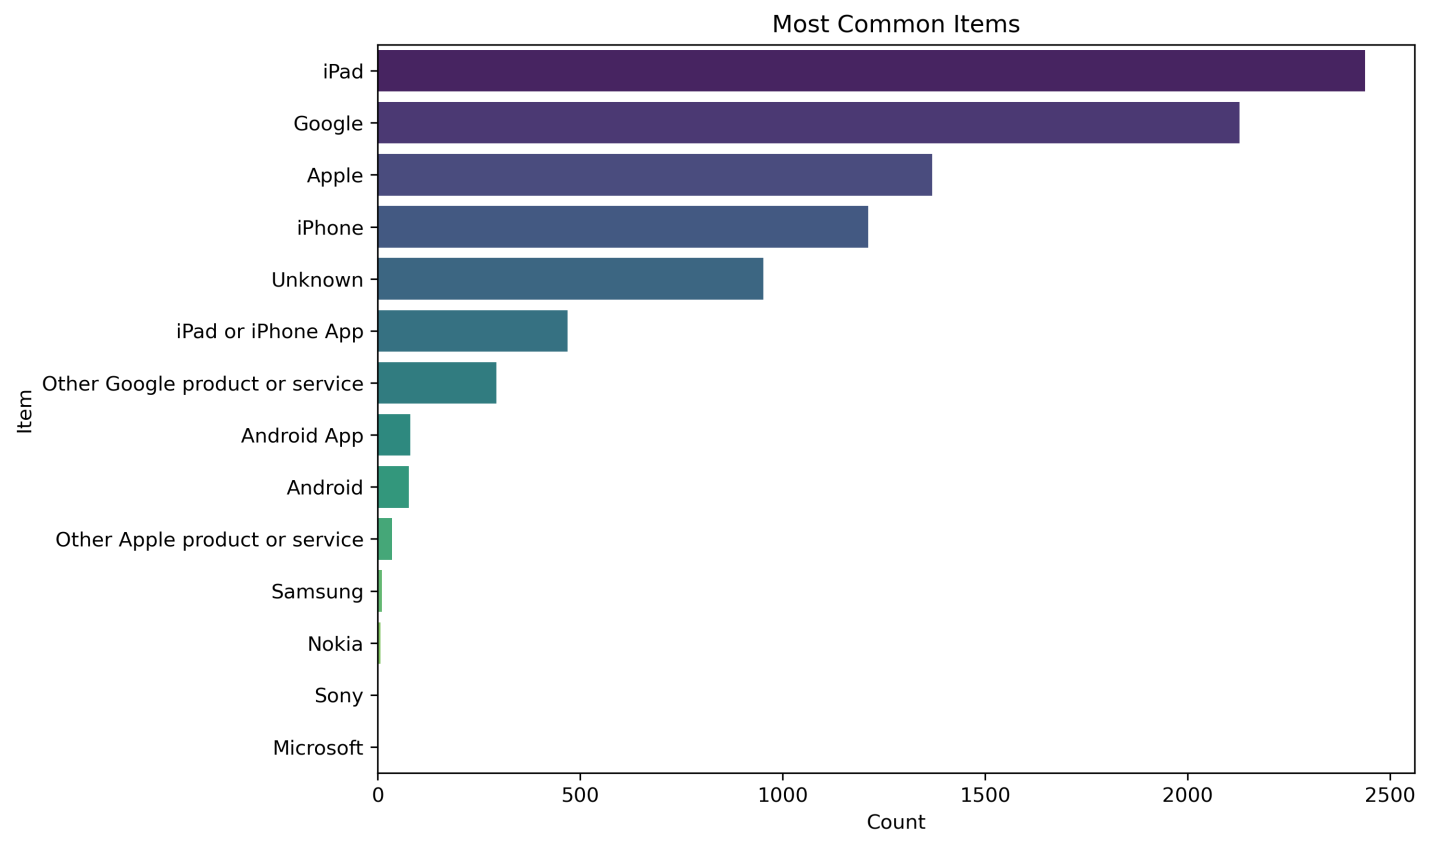 Most Common Items
iPad
Google
Apple
iPhone
Unknown
iPad or iPhone App
Other Google product or service
Android App
Android
Other Apple product or service
Samsung
Nokia
Sony
Microsoft
Item
0 500 1000 1500 2000 2500
Count